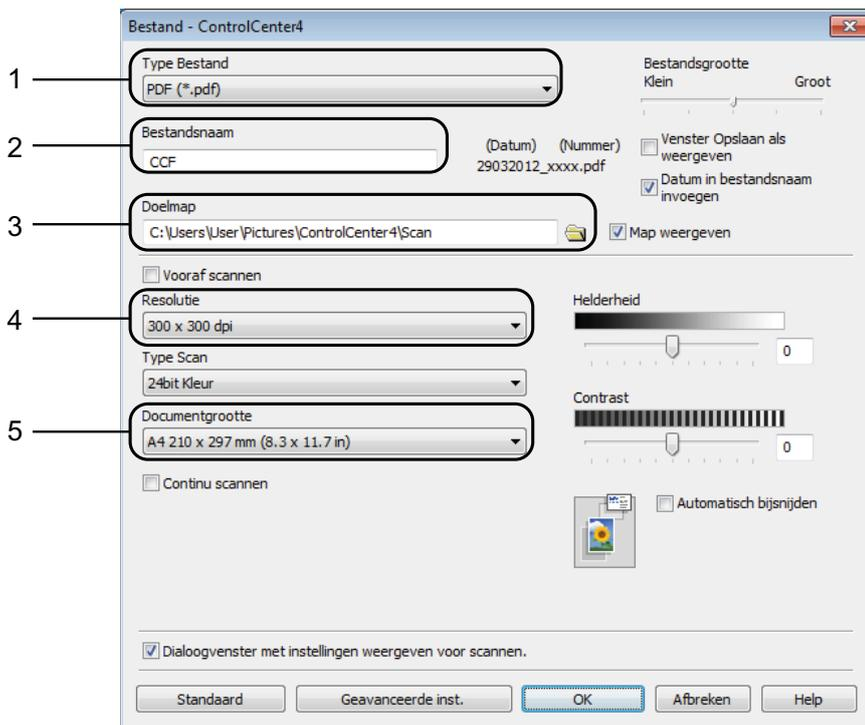 Bestand - ControlCenter4
1
Type Bestand
PDF (*.pdf)
Bestandsgrootte
Klein Groot
2
Bestandsnaam
CCF
(Datum) (Nummer)
29032012_xxxx.pdf
Venster Opslaan als
weergeven
Datum in bestandsnaam
invoegen
3
Doelmap
C:\Users\User\Pictures\ControlCenter4\Scan
Map weergeven
Vooraf scannen
4
Resolutie
300 x 300 dpi
Helderheid
0
Type Scan
24bit Kleur
Contrast
0
5
Documentgrootte
A4 210 x 297 mm (8.3 x 11.7 in)
Continu scannen
Automatisch bijsnijden
Dialoogvenster met instellingen weergeven voor scannen.
Standaard Geavanceerde inst. OK Afbreken Help